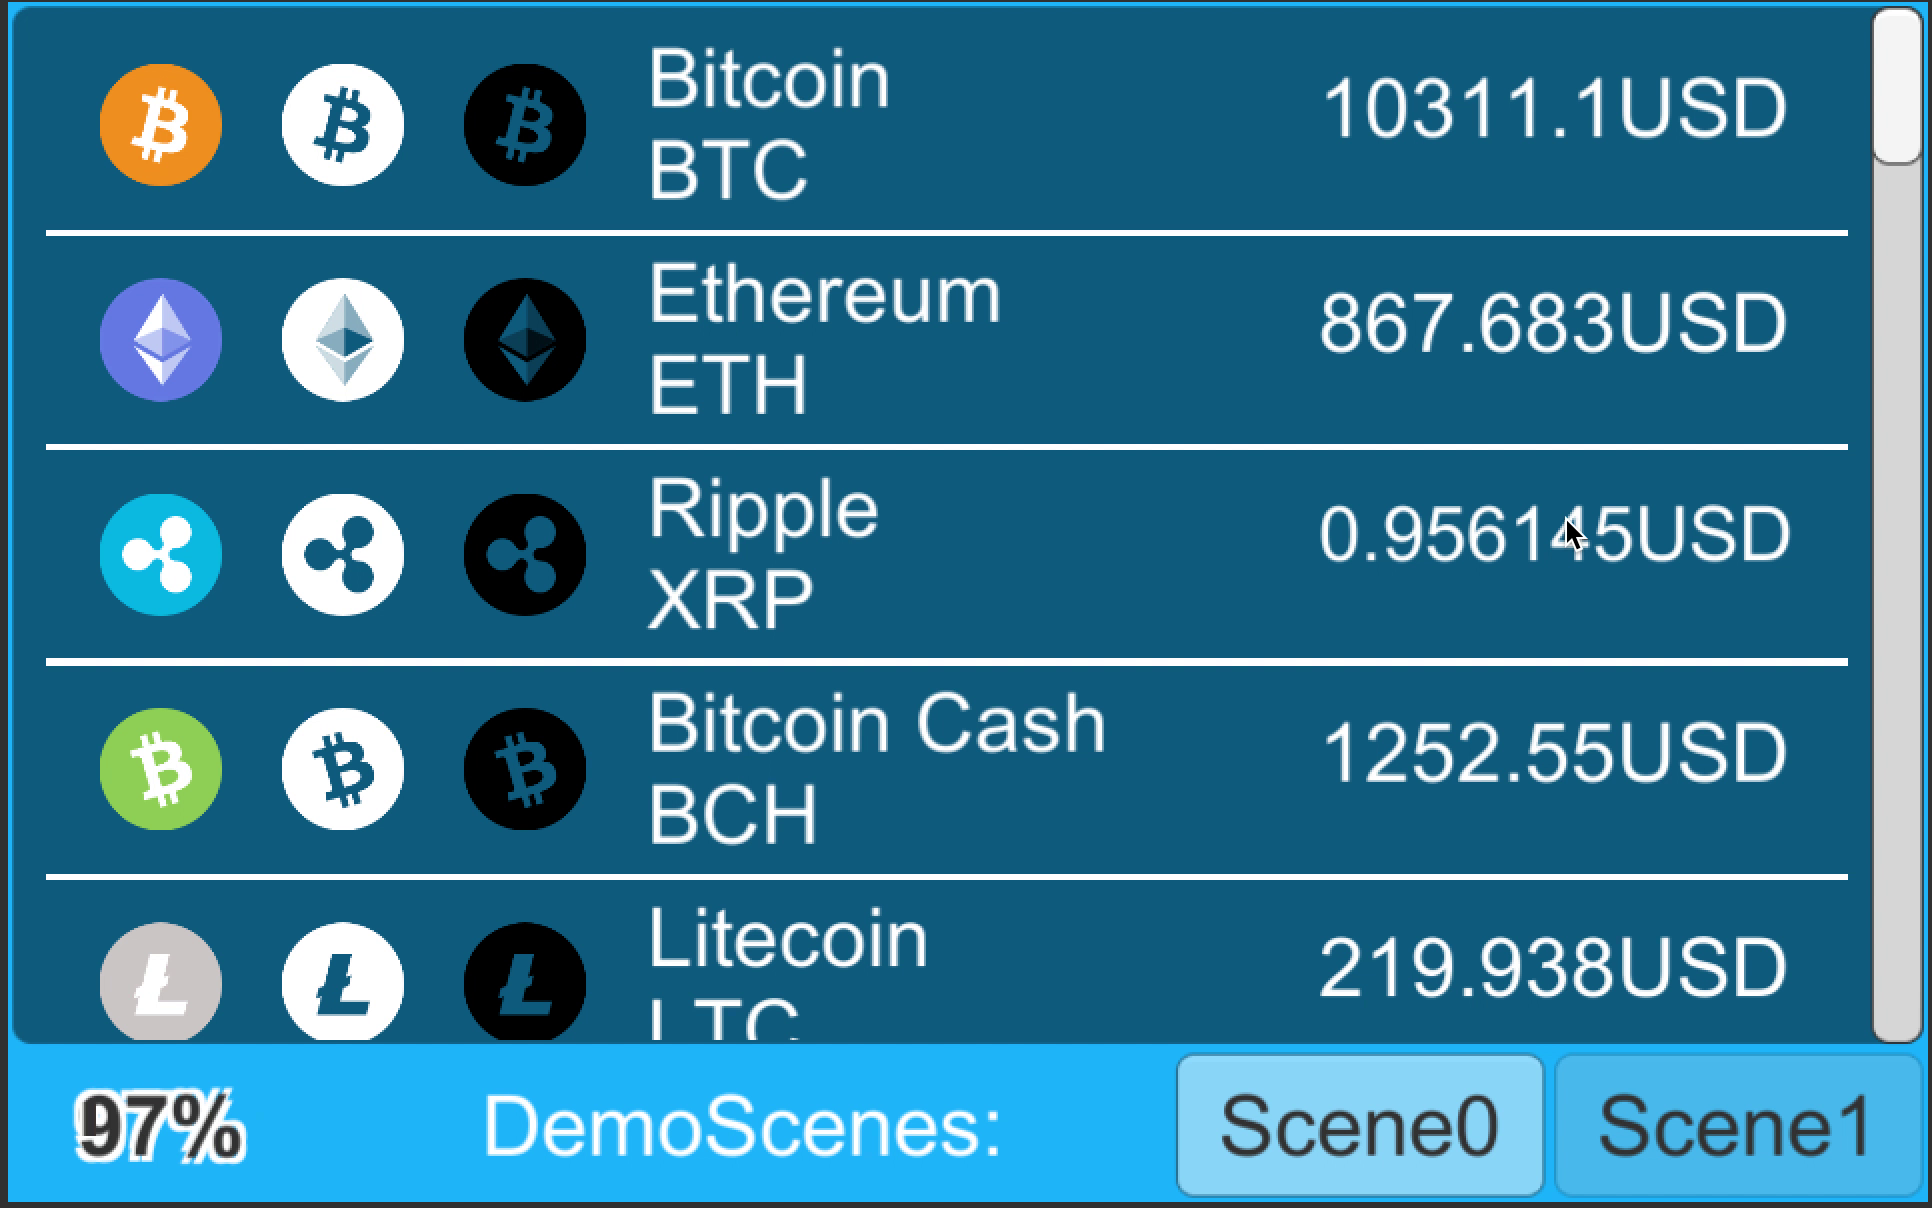 Bitcoin
BTC
10311.1USD
Ethereum
ETH
867.683USD
Ripple
XRP
0.956145USD
Bitcoin Cash
BCH
1252.55USD
Litecoin
LTC
219.938USD
97%
DemoScenes:
Scene0
Scene1